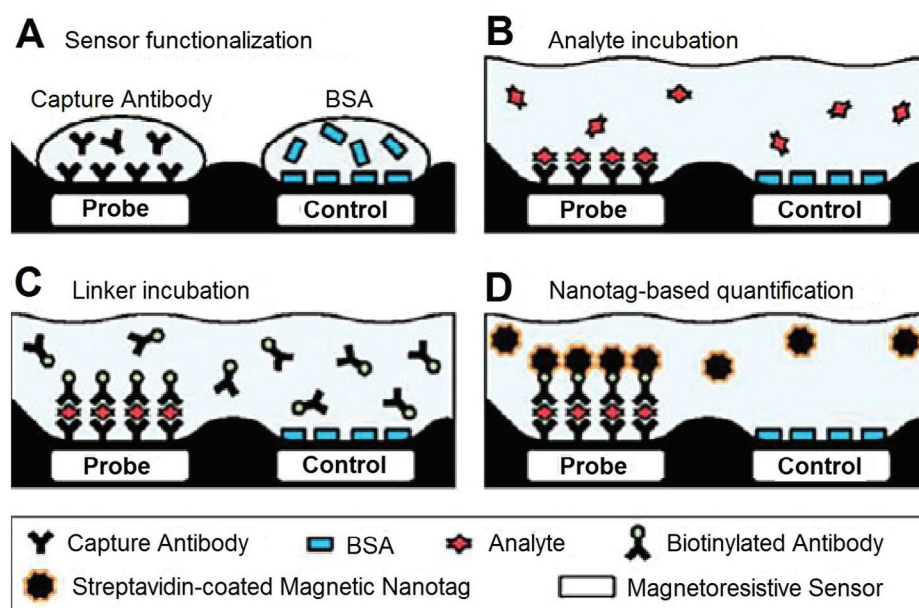 A Sensor functionalization
Capture Antibody BSA
Probe Control
B Analyte incubation
Probe Control
C Linker incubation
Probe Control
D Nanotag-based quantification
Probe Control
Capture Antibody BSA Analyte Biotinylated Antibody
Streptavidin-coated Magnetic Nanotag Magnetoresistive Sensor